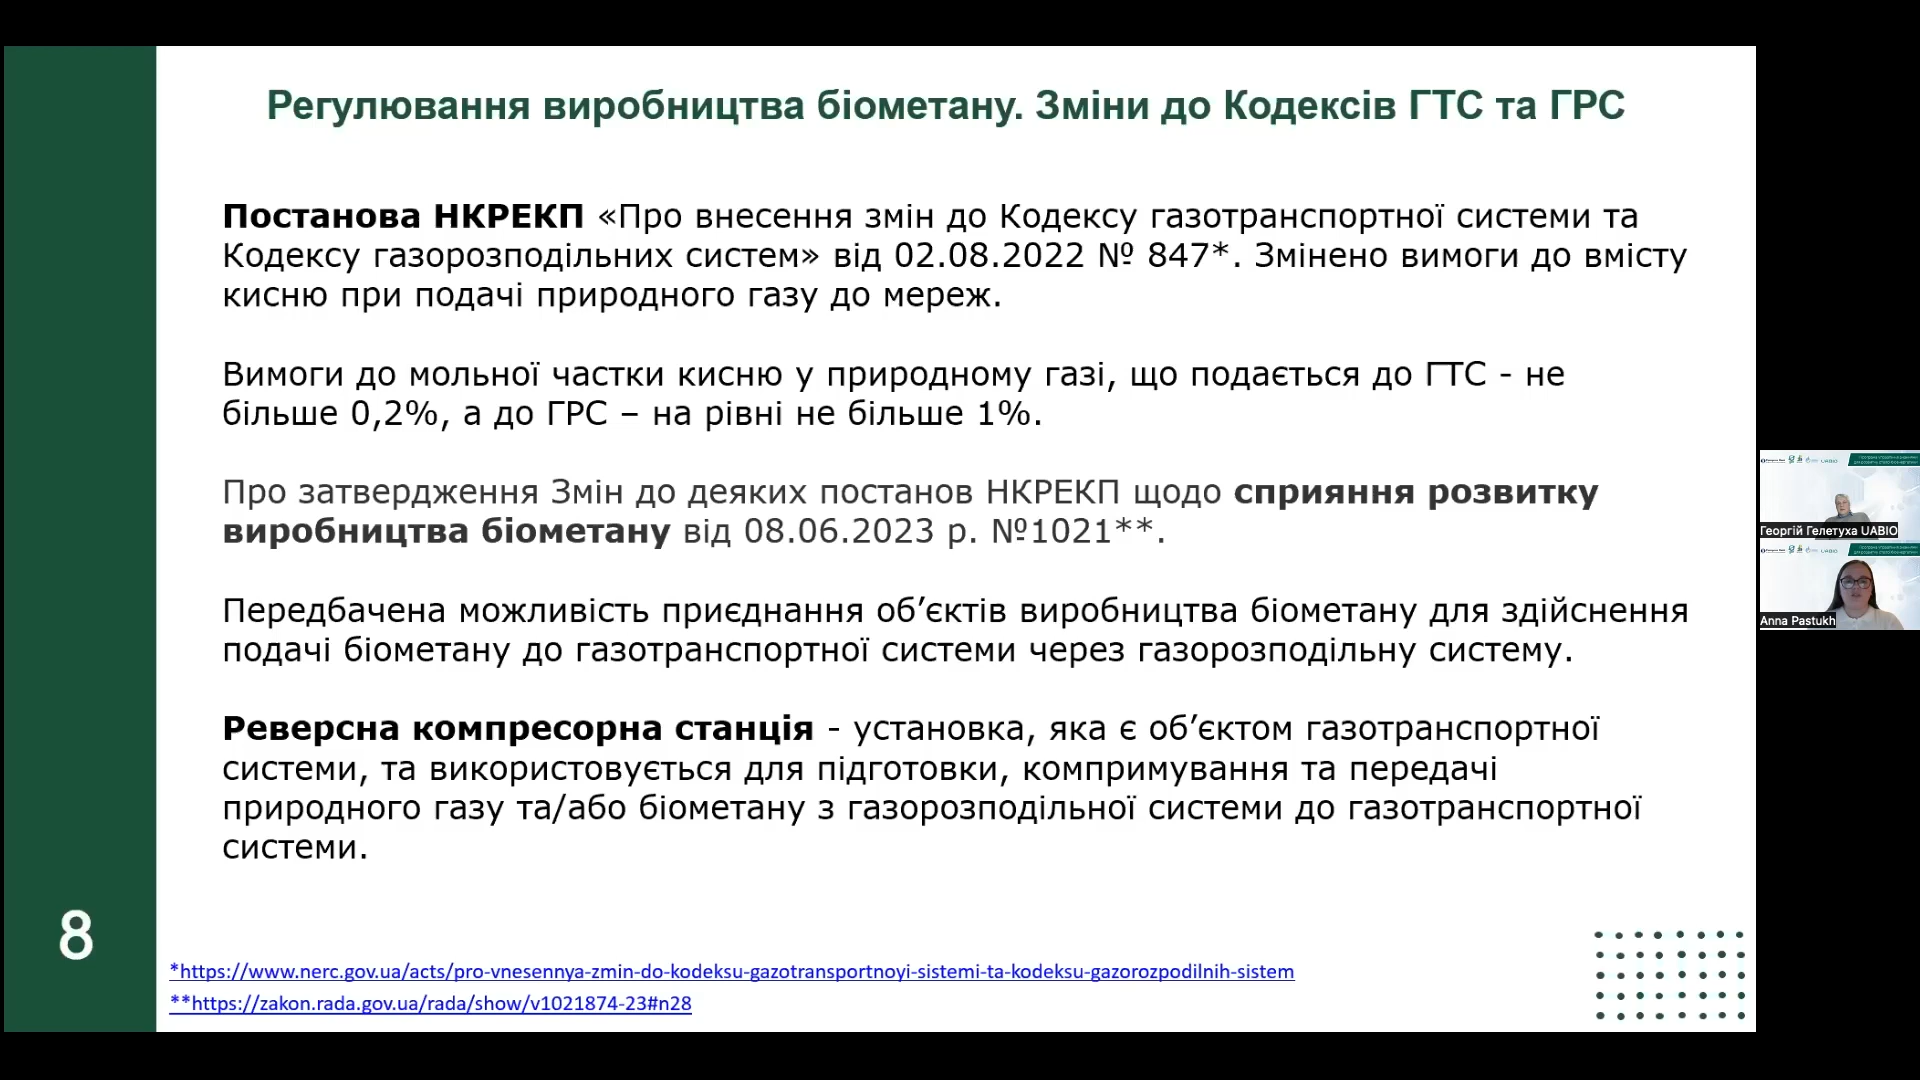 Регулювання виробництва біометану. Зміни до Кодексів ГТС та ГРС
Постанова НКРЕКП «Про внесення змін до Кодексу газотранспортної системи та
Кодексу газорозподільних систем» від 02.08.2022 № 847*. Змінено вимоги до вмісту
кисню при подачі природного газу до мереж.
Вимоги до мольної частки кисню у природному газі, що подається до ГТС - не
більше 0,2%, а до ГРС – на рівні не більше 1%.
Про затвердження Змін до деяких постанов НКРЕКП щодо сприяння розвитку
виробництва біометану від 08.06.2023 р. №1021**.
Передбачена можливість приєднання об’єктів виробництва біометану для здійснення
подачі біометану до газотранспортної системи через газорозподільну систему.
Реверсна компресорна станція - установка, яка є об’єктом газотранспортної
системи, та використовується для підготовки, компримування та передачі
природного газу та/або біометану з газорозподільної системи до газотранспортної
системи.
8
*https://www.nerc.gov.ua/acts/pro-vnesennya-zmin-do-kodeksu-gazotransportnoyi-sistemi-ta-kodeksu-gazorozpodilnih-sistem
**https://zakon.rada.gov.ua/rada/show/v1021874-23#n28
Георгій Гелетуха UABIO
Anna Pastukh